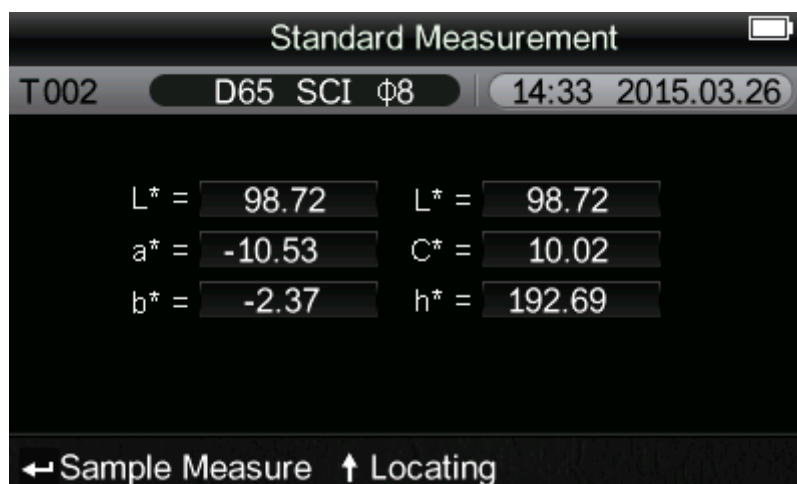 Standard Measurement
T002 D65 SCI Φ8 14:33 2015.03.26
L* = 98.72 L* = 98.72
a* = -10.53 C* = 10.02
b* = -2.37 h* = 192.69
Sample Measure Locating